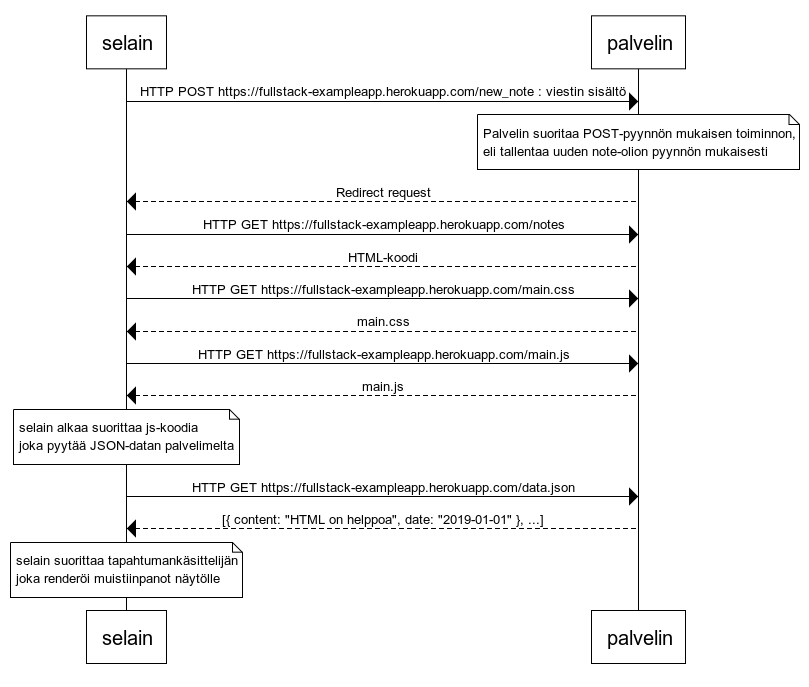 selain
palvelin
HTTP POST https://fullstack-exampleapp.herokuapp.com/new_note : viestin sisältö
Palvelin suoritaa POST-pyynnön mukaisen toiminnon,
eli tallentaa uuden note-olion pyynnön mukaisesti
Redirect request
HTTP GET https://fullstack-exampleapp.herokuapp.com/notes
HTML-koodi
HTTP GET https://fullstack-exampleapp.herokuapp.com/main.css
main.css
HTTP GET https://fullstack-exampleapp.herokuapp.com/main.js
main.js
selain alkaa suorittaa js-koodia
joka pyytää JSON-datan palvelimelta
HTTP GET https://fullstack-exampleapp.herokuapp.com/data.json
[{ content: "HTML on helppoa", date: "2019-01-01" }, ...]
selain suorittaa tapahtumankäsittelijän
joka renderöi muistiinpanot näytölle
selain
palvelin